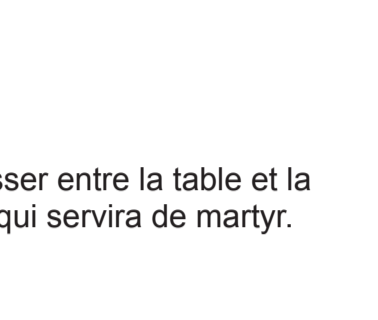 sser entre la table et la
qui servira de martyr.